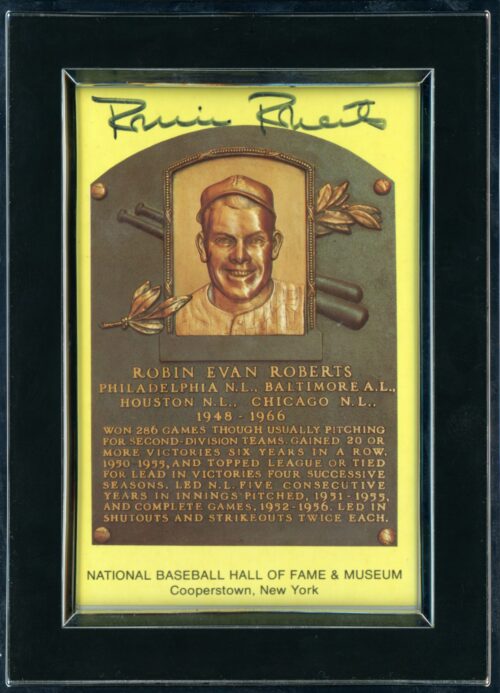 Robin Roberts
ROBIN EVAN ROBERTS
PHILADELPHIA N.L., BALTIMORE A.L.,
HOUSTON N.L., CHICAGO N.L.,
1948 - 1966
WON 286 GAMES THOUGH USUALLY PITCHING
FOR SECOND-DIVISION TEAMS. GAINED 20 OR
MORE VICTORIES SIX YEARS IN A ROW,
1950-1955, AND TOPPED LEAGUE OR TIED
FOR LEAD IN VICTORIES FOUR SUCCESSIVE
SEASONS. LED N.L. FIVE CONSECUTIVE
YEARS IN INNINGS PITCHED, 1951-1955,
AND COMPLETE GAMES, 1952-1956. LED IN
SHUTOUTS AND STRIKEOUTS TWICE EACH.
NATIONAL BASEBALL HALL OF FAME & MUSEUM
Cooperstown, New York